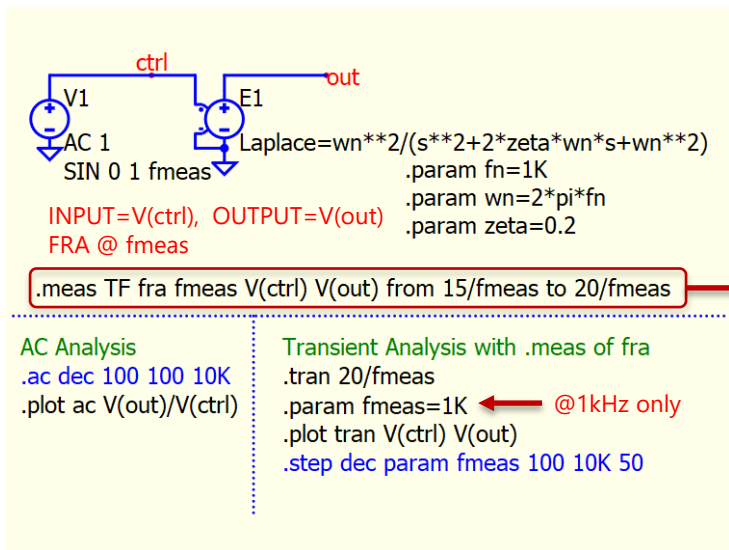 ctrl
out
V1
E1
AC 1
Laplace=wn**2/(s**2+2*zeta*wn*s+wn**2)
SIN 0 1 fmeas
.param fn=1K
.param wn=2*pi*fn
.param zeta=0.2
INPUT=V(ctrl), OUTPUT=V(out)
FRA @ fmeas
.meas TF fra fmeas V(ctrl) V(out) from 15/fmeas to 20/fmeas
AC Analysis
.ac dec 100 100 10K
.plot ac V(out)/V(ctrl)
Transient Analysis with .meas of fra
.tran 20/fmeas
.param fmeas=1K
@1kHz only
.plot tran V(ctrl) V(out)
.step dec param fmeas 100 10K 50